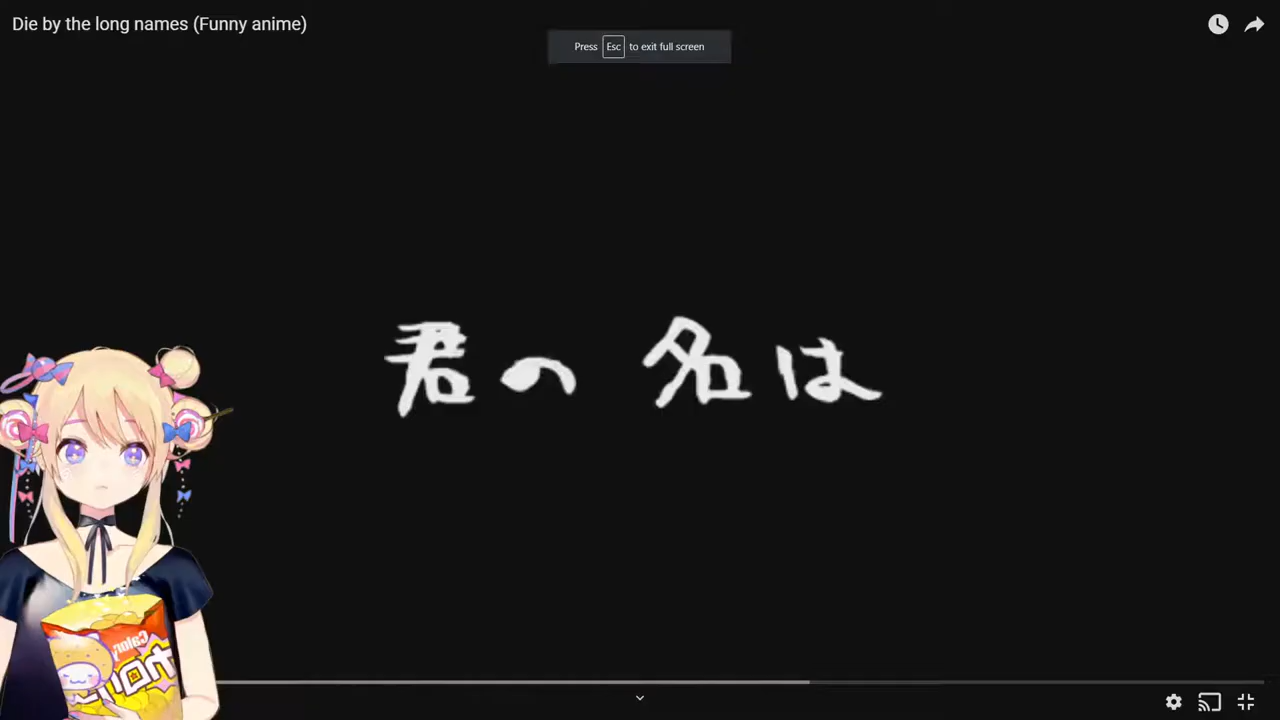 Die by the long names (Funny anime)
Press Esc to exit full screen
君の 名は